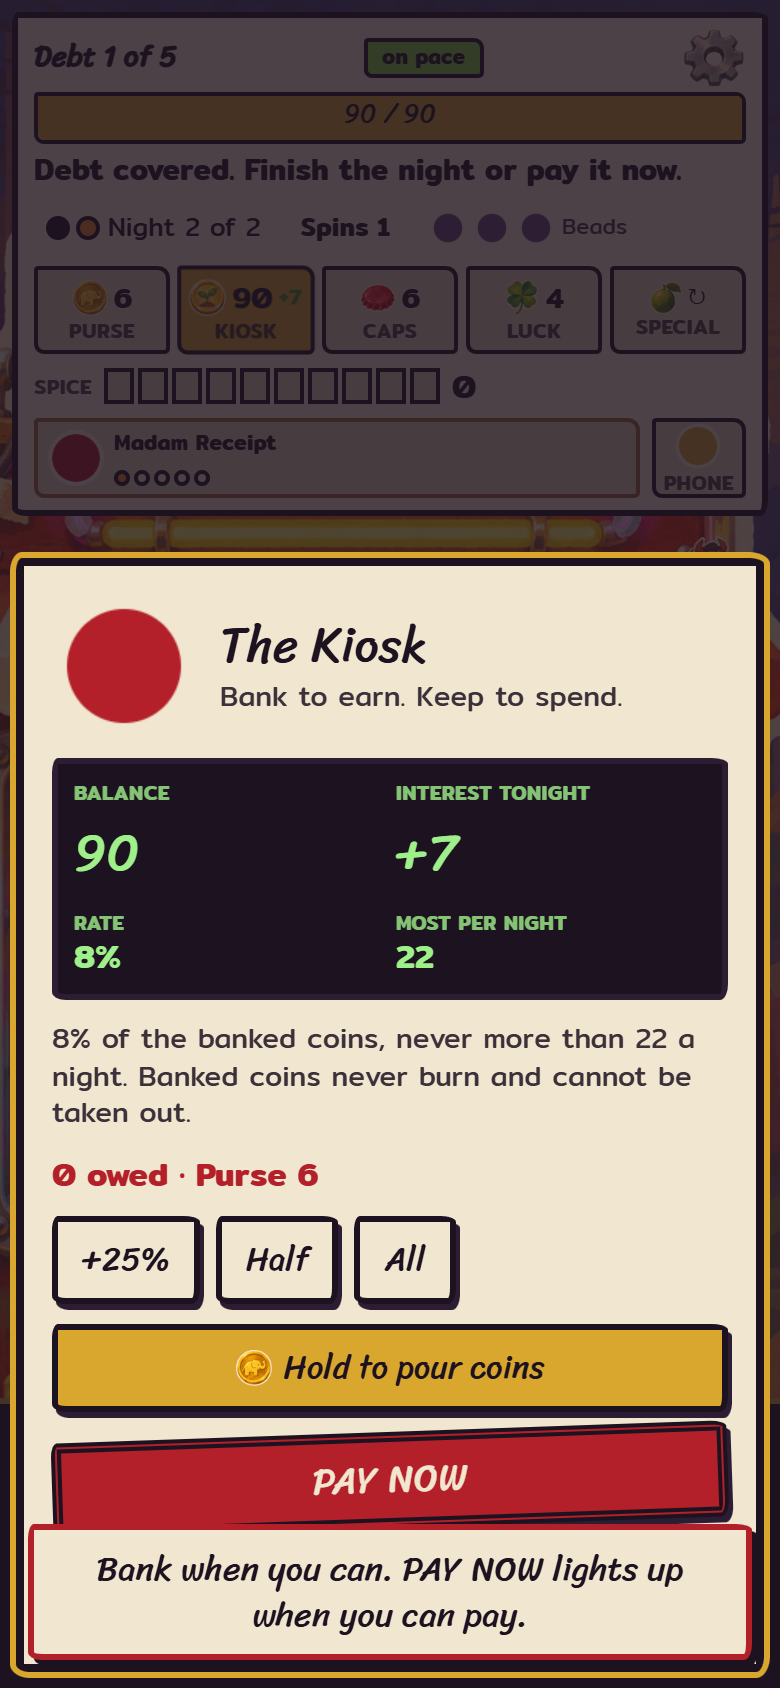 Debt 1 of 5
on pace
90 / 90
Debt covered. Finish the night or pay it now.
Night 2 of 2
Spins 1
Beads
6
PURSE
90 +7
KIOSK
6
CAPS
4
LUCK
↻
SPECIAL
SPICE
0
Madam Receipt
PHONE
The Kiosk
Bank to earn. Keep to spend.
BALANCE
INTEREST TONIGHT
90
+7
RATE
MOST PER NIGHT
8%
22
8% of the banked coins, never more than 22 a
night. Banked coins never burn and cannot be
taken out.
0 owed · Purse 6
+25%
Half
All
Hold to pour coins
PAY NOW
Bank when you can. PAY NOW lights up
when you can pay.